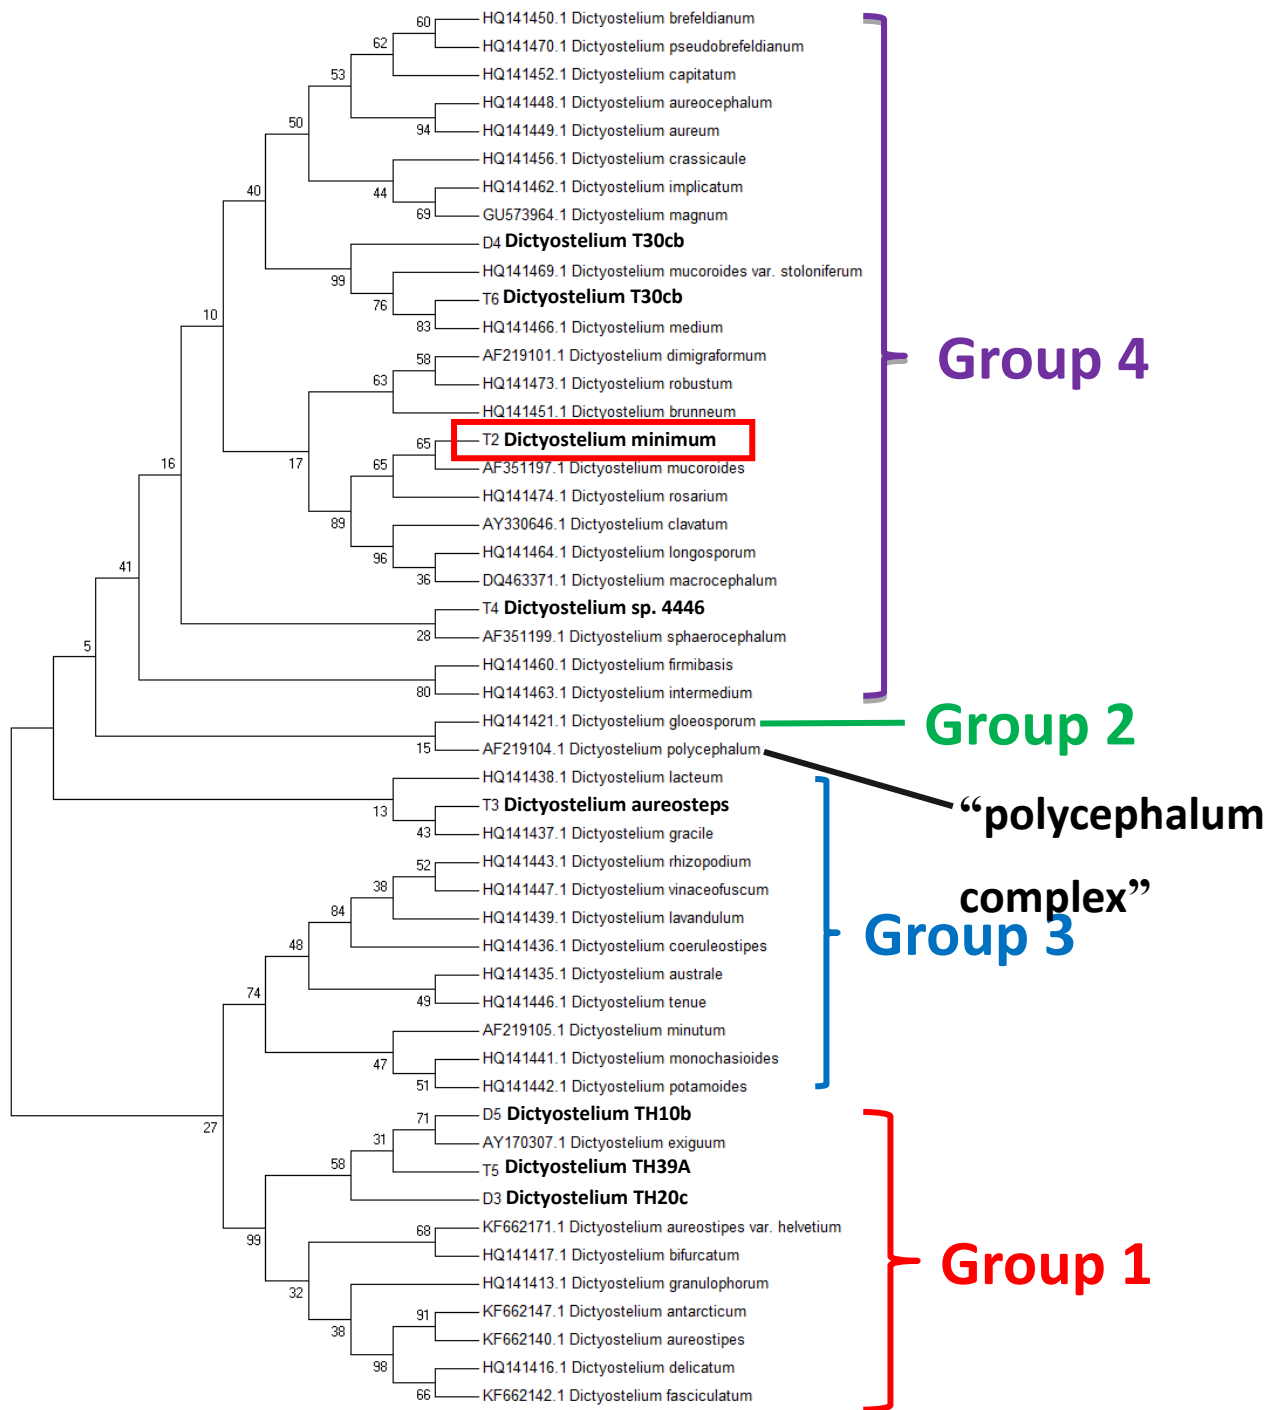 60
HQ141450.1 Dictyostelium brefeldianum
62
HQ141470.1 Dictyostelium pseudobrefeldianum
53
HQ141452.1 Dictyostelium capitatum
HQ141448.1 Dictyostelium aureocephalum
50
94
HQ141449.1 Dictyostelium aureum
HQ141456.1 Dictyostelium crassicaule
40
44
HQ141462.1 Dictyostelium implicatum
69
GU573964.1 Dictyostelium magnum
D4 Dictyostelium T30cb
99
HQ141469.1 Dictyostelium mucoroides var. stoloniferum
76
T6 Dictyostelium T30cb
10
83
HQ141466.1 Dictyostelium medium
58
AF219101.1 Dictyostelium dimigraformum
Group 4
63
HQ141473.1 Dictyostelium robustum
HQ141451.1 Dictyostelium brunneum
65
T2 Dictyostelium minimum
16
17
65
AF351197.1 Dictyostelium mucoroides
HQ141474.1 Dictyostelium rosarium
89
AY330646.1 Dictyostelium clavatum
96
HQ141464.1 Dictyostelium longosporum
41
36
DQ463371.1 Dictyostelium macrocephalum
T4 Dictyostelium sp. 4446
28
AF351199.1 Dictyostelium sphaerocephalum
5
HQ141460.1 Dictyostelium firmibasis
80
HQ141463.1 Dictyostelium intermedium
HQ141421.1 Dictyostelium gloeosporum
Group 2
15
AF219104.1 Dictyostelium polycephalum
HQ141438.1 Dictyostelium lacteum
13
T3 Dictyostelium aureosteps
“polycephalum
43
HQ141437.1 Dictyostelium gracile
52
HQ141443.1 Dictyostelium rhizopodium
38
HQ141447.1 Dictyostelium vinaceofuscum
complex”
84
HQ141439.1 Dictyostelium lavandulum
Group 3
48
HQ141436.1 Dictyostelium coeruleostipes
HQ141435.1 Dictyostelium australe
74
49
HQ141446.1 Dictyostelium tenue
AF219105.1 Dictyostelium minutum
47
HQ141441.1 Dictyostelium monochasioides
51
HQ141442.1 Dictyostelium potamoides
27
71
D5 Dictyostelium TH10b
31
AY170307.1 Dictyostelium exiguum
58
T5 Dictyostelium TH39A
D3 Dictyostelium TH20c
99
68
KF662171.1 Dictyostelium aureostipes var. helvetium
HQ141417.1 Dictyostelium bifurcatum
Group 1
32
HQ141413.1 Dictyostelium granulophorum
91
KF662147.1 Dictyostelium antarcticum
38
KF662140.1 Dictyostelium aureostipes
98
HQ141416.1 Dictyostelium delicatum
66
KF662142.1 Dictyostelium fasciculatum